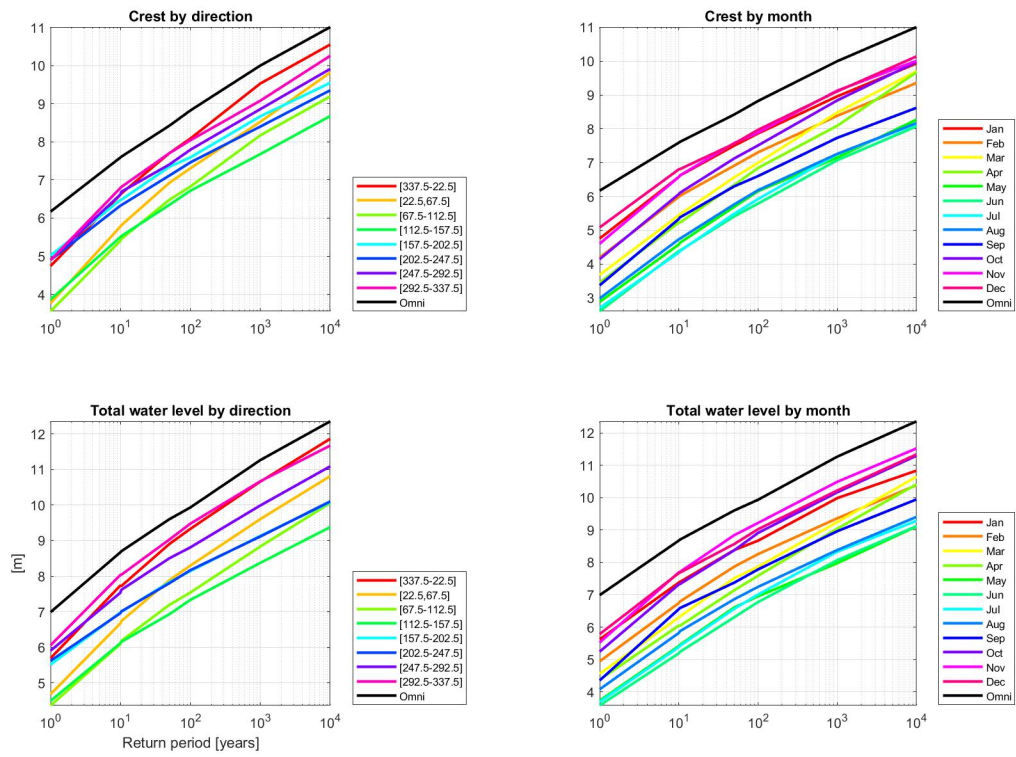 Crest by direction
11
10
9
8
7
6
5
4
10^0
10^1
10^2
10^3
10^4
[337.5-22.5]
[22.5,67.5]
[67.5-112.5]
[112.5-157.5]
[157.5-202.5]
[202.5-247.5]
[247.5-292.5]
[292.5-337.5]
Omni
Crest by month
11
10
9
8
7
6
5
4
3
10^0
10^1
10^2
10^3
10^4
Jan
Feb
Mar
Apr
May
Jun
Jul
Aug
Sep
Oct
Nov
Dec
Omni
Total water level by direction
[m]
12
11
10
9
8
7
6
5
10^0
10^1
10^2
10^3
10^4
Return period [years]
[337.5-22.5]
[22.5,67.5]
[67.5-112.5]
[112.5-157.5]
[157.5-202.5]
[202.5-247.5]
[247.5-292.5]
[292.5-337.5]
Omni
Total water level by month
12
11
10
9
8
7
6
5
4
10^0
10^1
10^2
10^3
10^4
Jan
Feb
Mar
Apr
May
Jun
Jul
Aug
Sep
Oct
Nov
Dec
Omni